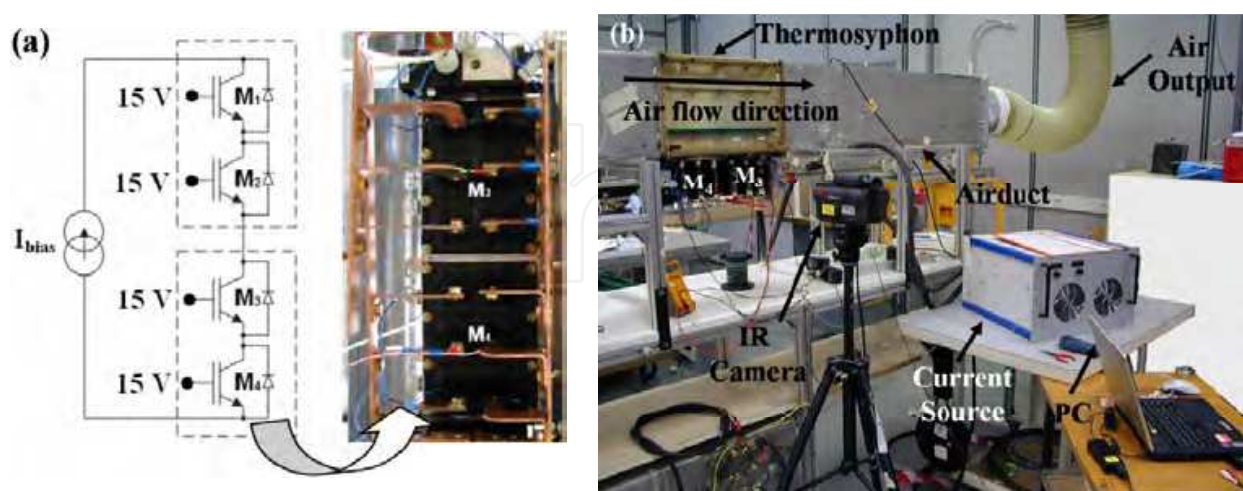 (a)
15 V
M1
15 V
M2
Ibias
15 V
M3
15 V
M4
M2
M4
(b)
Thermosyphon
Air
Output
Air flow direction
M4
M3
Airduct
IR
Camera
Current
Source
PC